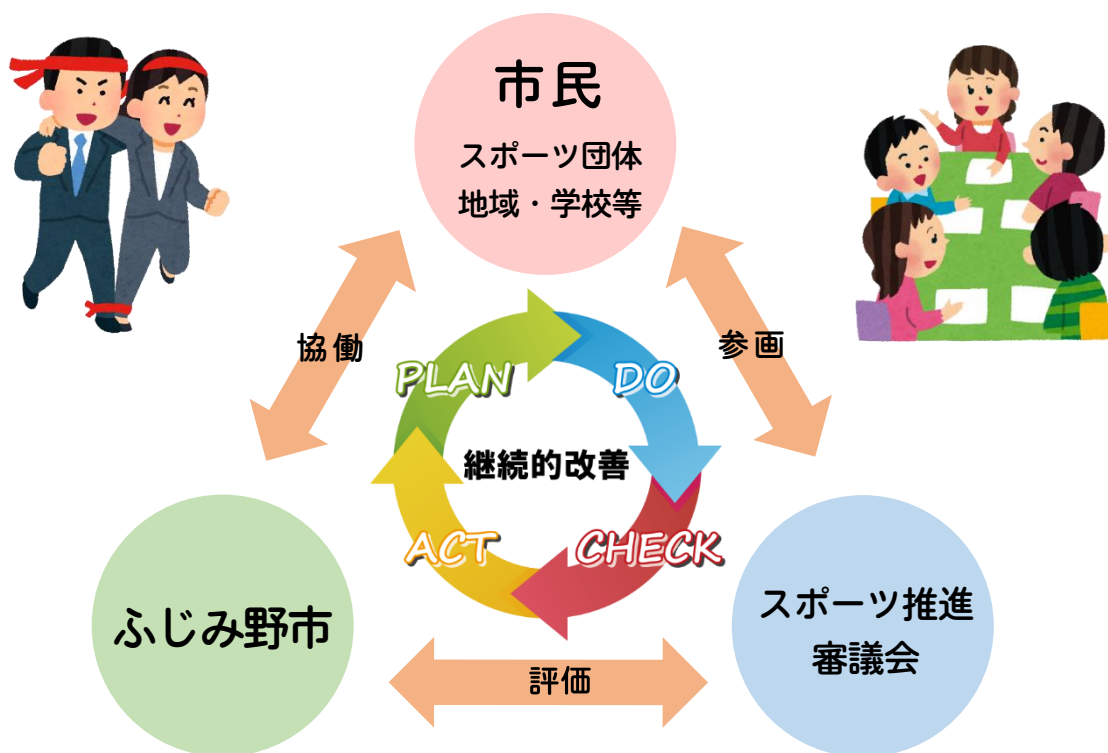 市民
スポーツ団体
地域・学校等
協働
参画
PLAN
DO
継続的改善
ACT
CHECK
ふじみ野市
スポーツ推進
審議会
評価